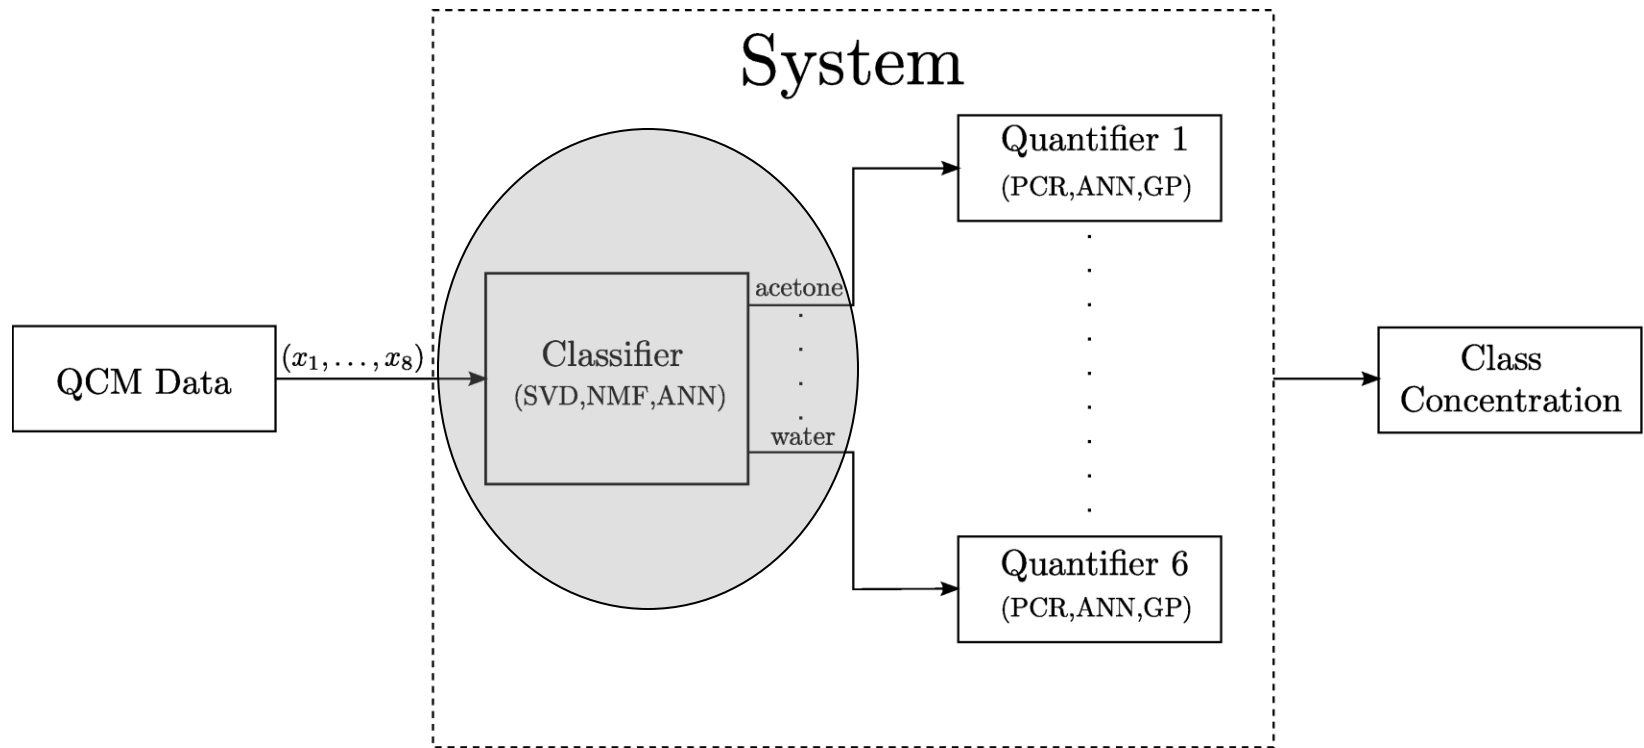 System
QCM Data
(x₁, . . . , x₈)
Classifier
(SVD,NMF,ANN)
acetone
water
Quantifier 1
(PCR,ANN,GP)
Quantifier 6
(PCR,ANN,GP)
Class
Concentration